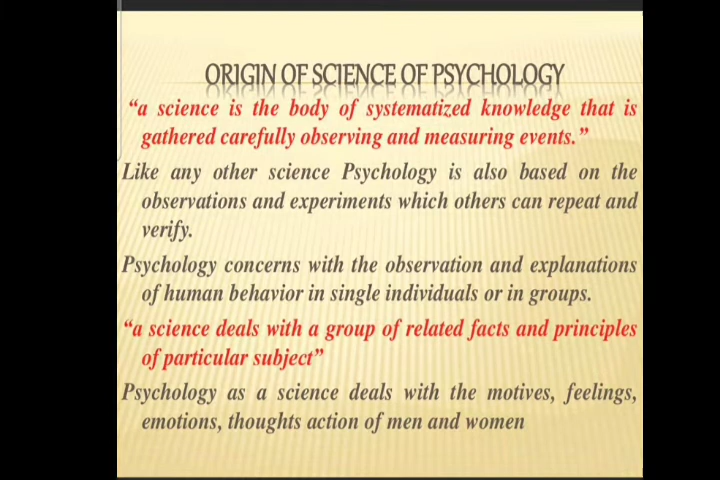 ORIGIN OF SCIENCE OF PSYCHOLOGY
“a science is the body of systematized knowledge that is
gathered carefully observing and measuring events.”
Like any other science Psychology is also based on the
observations and experiments which others can repeat and
verify.
Psychology concerns with the observation and explanations
of human behavior in single individuals or in groups.
“a science deals with a group of related facts and principles
of particular subject”
Psychology as a science deals with the motives, feelings,
emotions, thoughts action of men and women